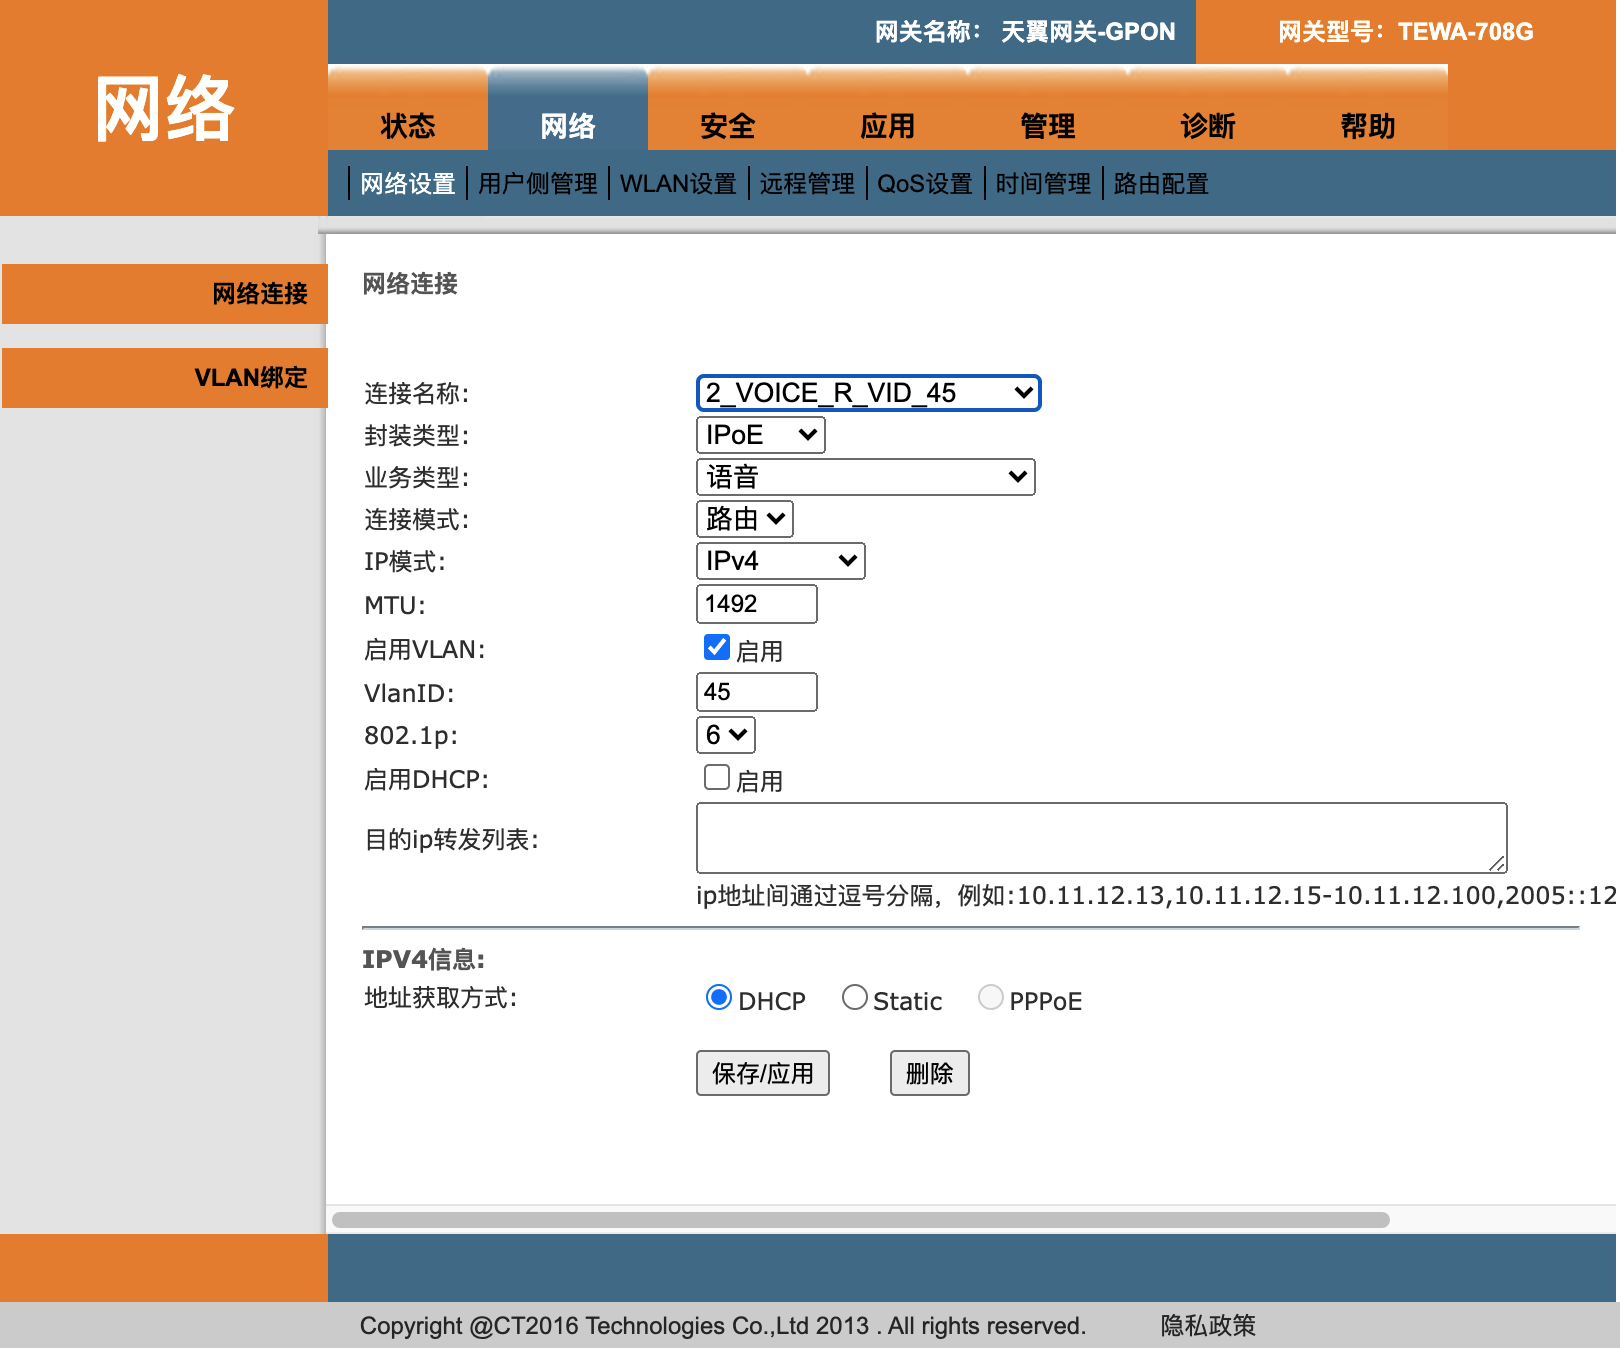 网关名称： 天翼网关-GPON 网关型号：TEWA-708G
网络
状态 网络 安全 应用 管理 诊断 帮助
网络设置 用户侧管理 WLAN设置 远程管理 QoS设置 时间管理 路由配置
网络连接
VLAN绑定
网络连接
连接名称: 2_VOICE_R_VID_45
封装类型: IPoE
业务类型: 语音
连接模式: 路由
IP模式: IPv4
MTU: 1492
启用VLAN: 启用
VlanID: 45
802.1p: 6
启用DHCP: 启用
目的ip转发列表:
ip地址间通过逗号分隔，例如:10.11.12.13,10.11.12.15-10.11.12.100,2005::12
IPV4信息:
地址获取方式: DHCP Static PPPoE
保存/应用 删除
Copyright @CT2016 Technologies Co.,Ltd 2013 . All rights reserved. 隐私政策